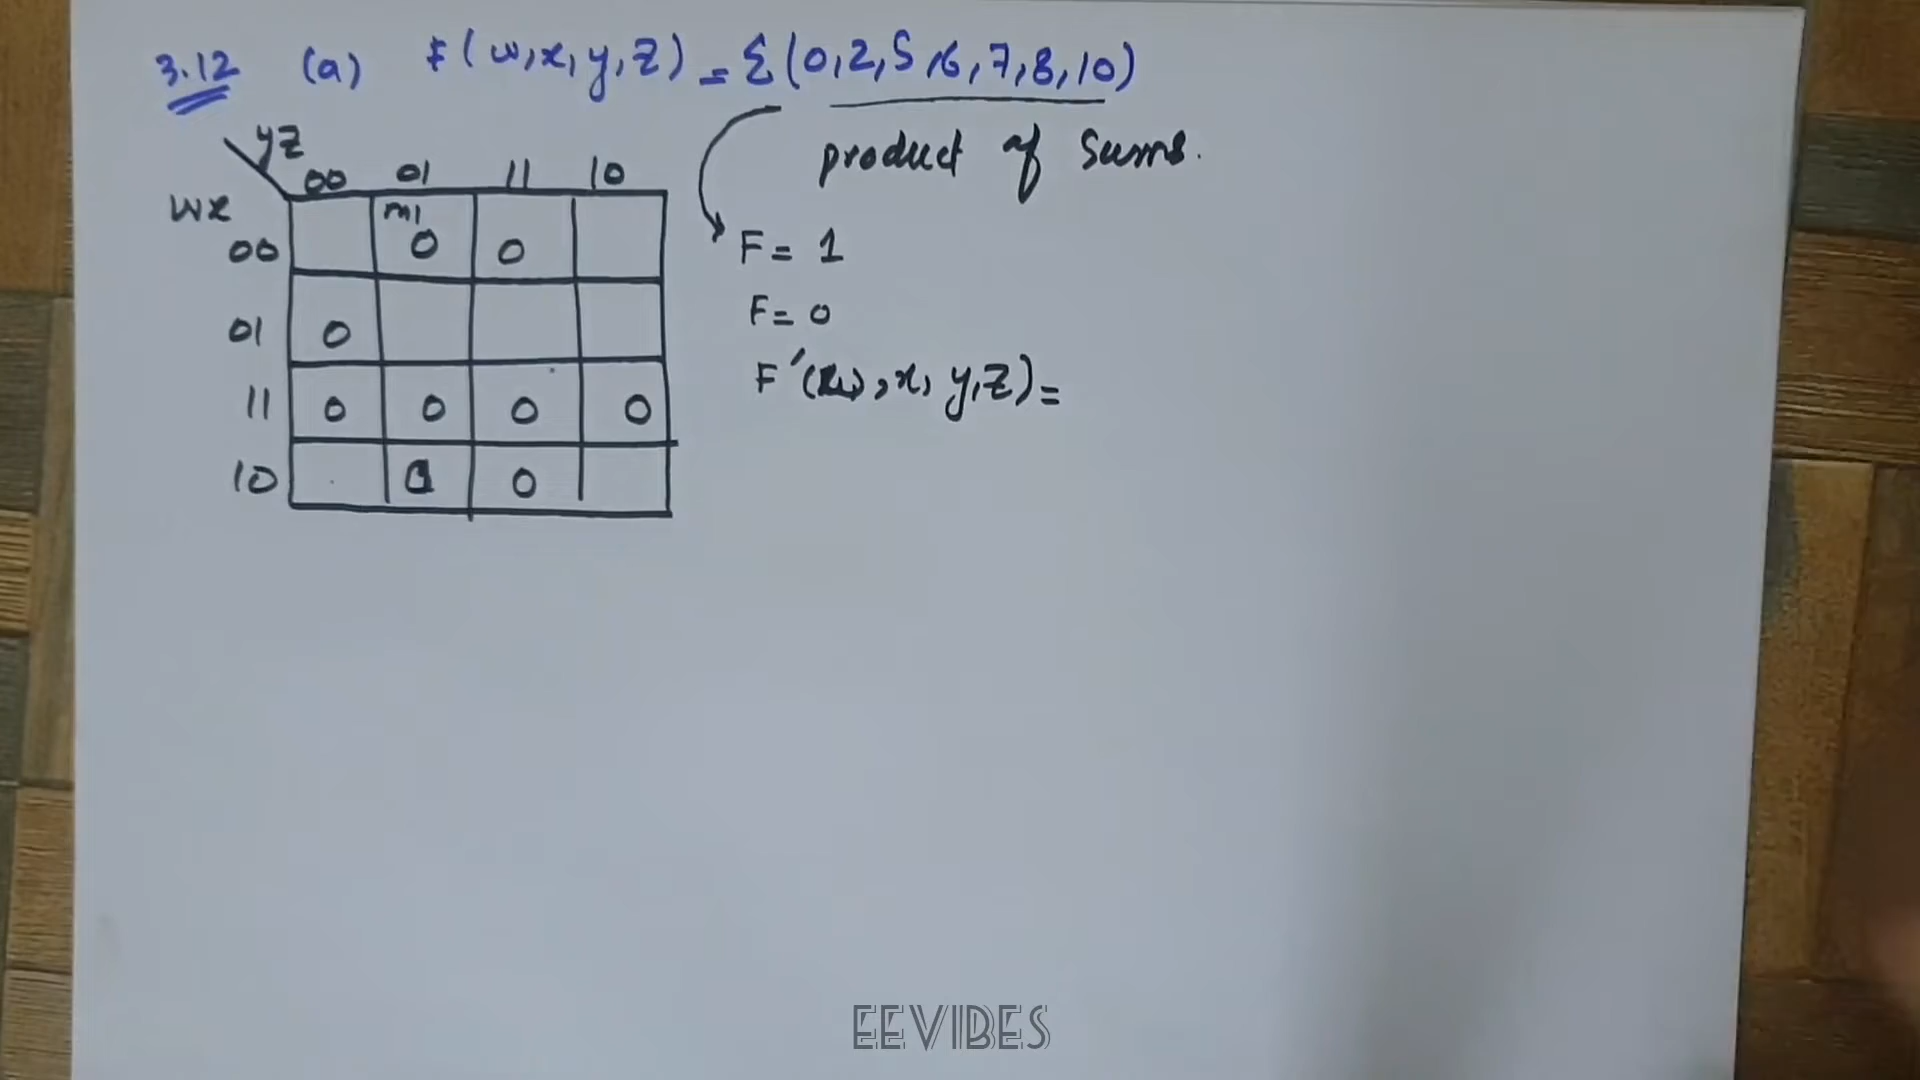 3.12 (a) F(w,x,y,z) = Σ(0,2,5,6,7,8,10)
product of Sums.
yz
00 01 11 10
wx
00 m1 0 0
01 0
11 0 0 0 0
10 0 0
F = 1
F = 0
F'(w,x,y,z) =
EEVIBES